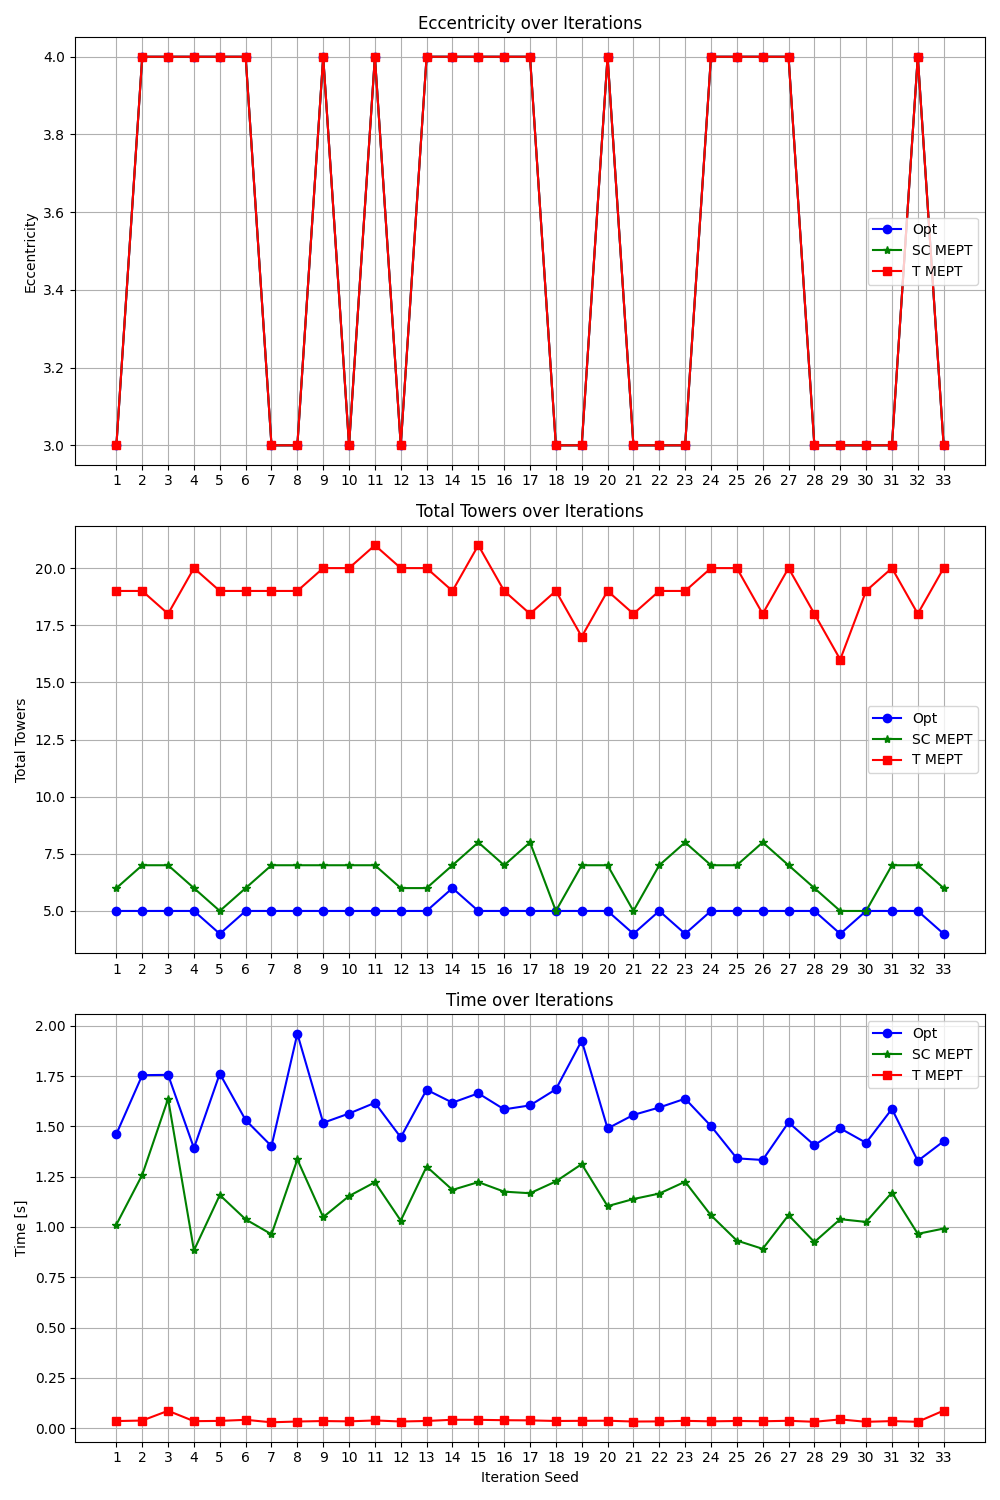 Eccentricity over Iterations
4.0
3.8
3.6
3.4
3.2
3.0
Eccentricity
Opt
SC MEPT
T MEPT
1 2 3 4 5 6 7 8 9 10 11 12 13 14 15 16 17 18 19 20 21 22 23 24 25 26 27 28 29 30 31 32 33
Total Towers over Iterations
20.0
17.5
15.0
12.5
10.0
7.5
5.0
Total Towers
Opt
SC MEPT
T MEPT
1 2 3 4 5 6 7 8 9 10 11 12 13 14 15 16 17 18 19 20 21 22 23 24 25 26 27 28 29 30 31 32 33
Time over Iterations
2.00
1.75
1.50
1.25
1.00
0.75
0.50
0.25
0.00
Time [s]
Opt
SC MEPT
T MEPT
1 2 3 4 5 6 7 8 9 10 11 12 13 14 15 16 17 18 19 20 21 22 23 24 25 26 27 28 29 30 31 32 33
Iteration Seed